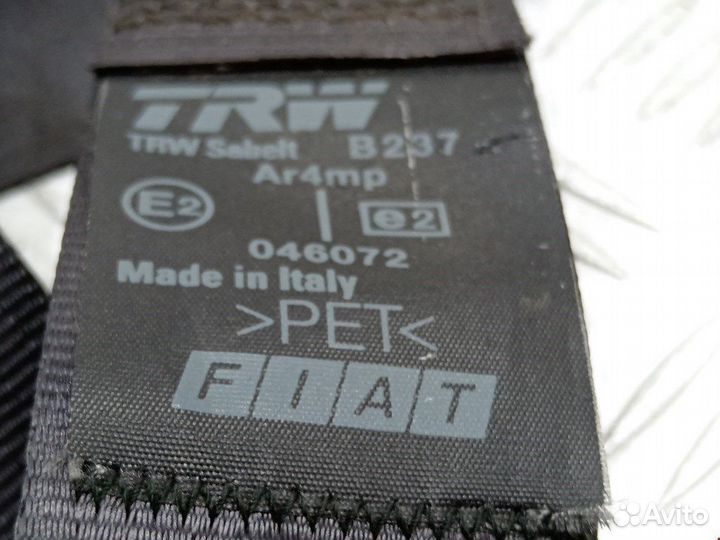 TRW
TRW Sabelt B237
Ar4mp
E2 e2
046072
Made in Italy
>PET<
FIAT
Avito